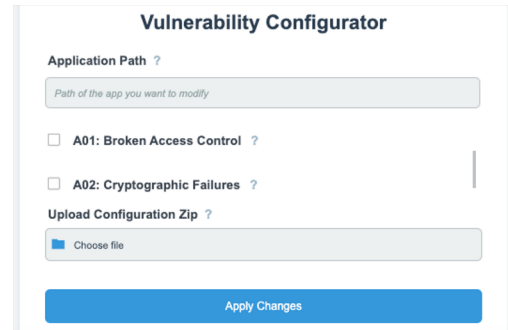 Vulnerability Configurator
Application Path ?
Path of the app you want to modify
A01: Broken Access Control ?
A02: Cryptographic Failures ?
Upload Configuration Zip ?
Choose file
Apply Changes